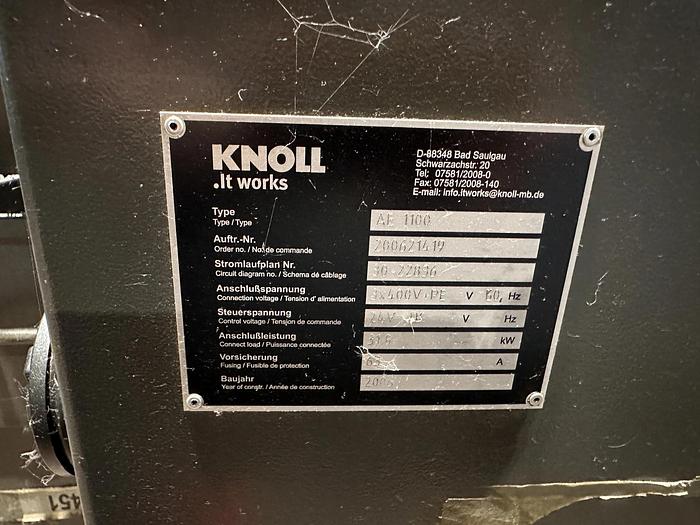 KNOLL
.It works
D-88348 Bad Saulgau
Schwarzachstr. 20
Tel: 07581/2008-0
Fax: 07581/2008-140
E-mail: info.itworks@knoll-mb.de
Type
Type / Type
AF 1100
Auftr.-Nr.
Order no. / No. de commande
200621419
Stromlaufplan Nr.
Circuit diagram no. / Schema de câblage
30-22836
Anschlußspannung
Connection voltage / Tension d' alimentation
3x400V+PE V 50, Hz
Steuerspannung
Control voltage / Tension de commande
24V V Hz
Anschlußleistung
Connect load / Puissance connectée
kW
Vorsicherung
Fusing / Fusible de protection
A
Baujahr
Year of constr. / Année de construction
451